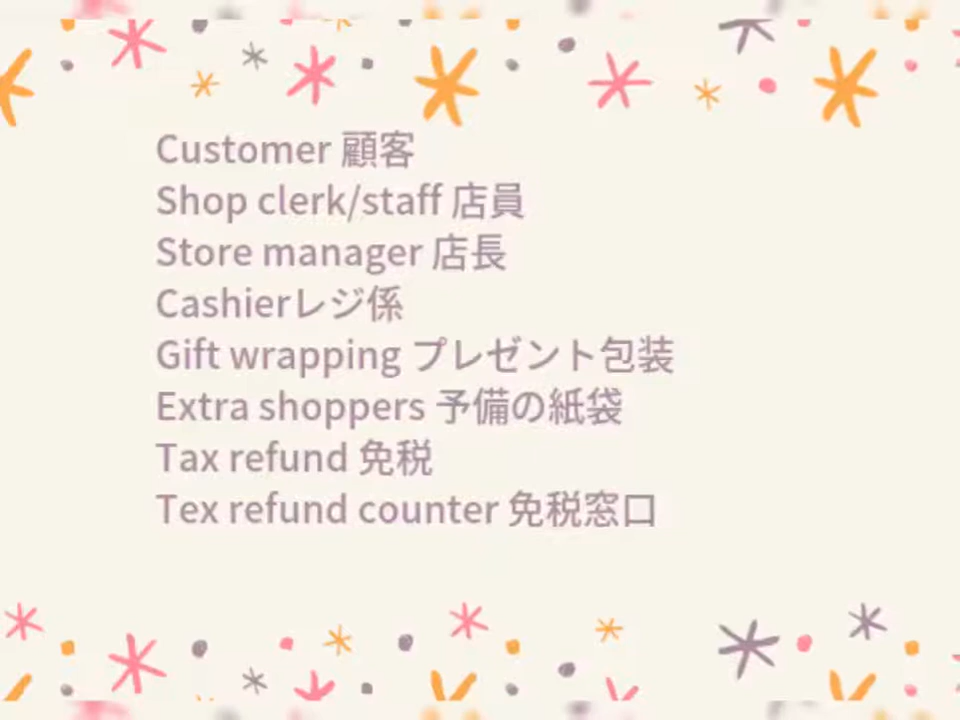 Customer 顧客
Shop clerk/staff 店員
Store manager 店長
Cashierレジ係
Gift wrapping プレゼント包装
Extra shoppers 予備の紙袋
Tax refund 免税
Tex refund counter 免税窓口